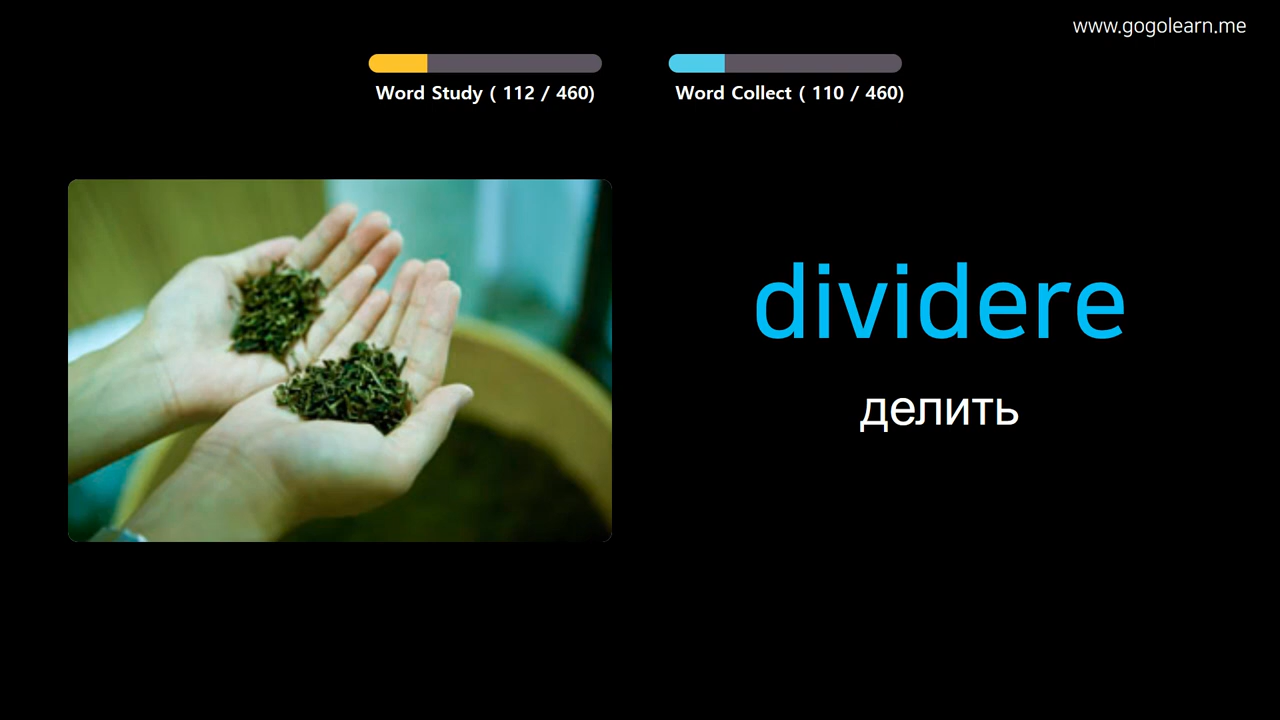 www.gogolearn.me
Word Study ( 112 / 460)
Word Collect ( 110 / 460)
dividere
делить